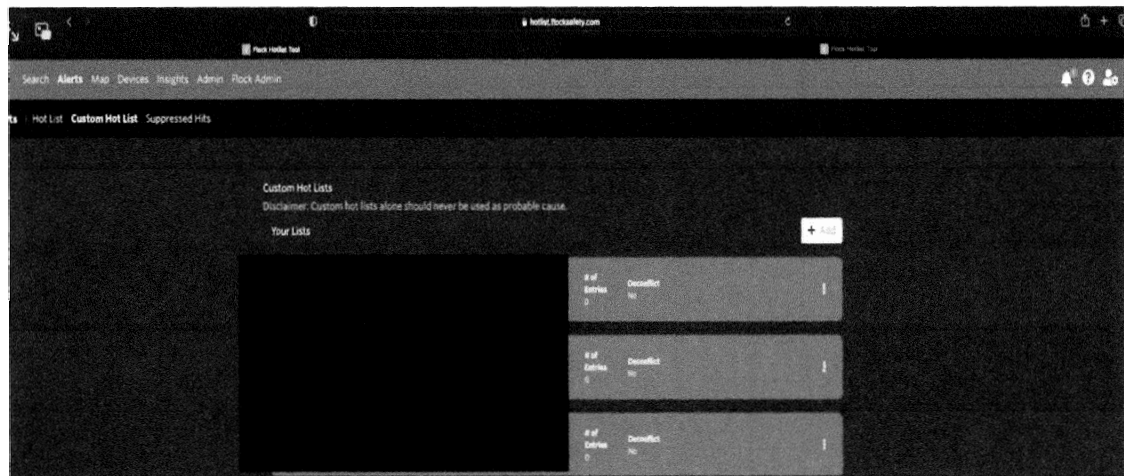 hotlist.flocksafety.com
Flock Hotlist Tool
Flock Hotlist Tool
Search Alerts Map Devices Insights Admin Flock Admin
ts Hot List Custom Hot List Suppressed Hits
Custom Hot Lists
Disclaimer: Custom hot lists alone should never be used as probable cause.
Your Lists
+ Add
# of Entries Deconflict
0 No
# of Entries Deconflict
0 No
# of Entries Deconflict
0 No